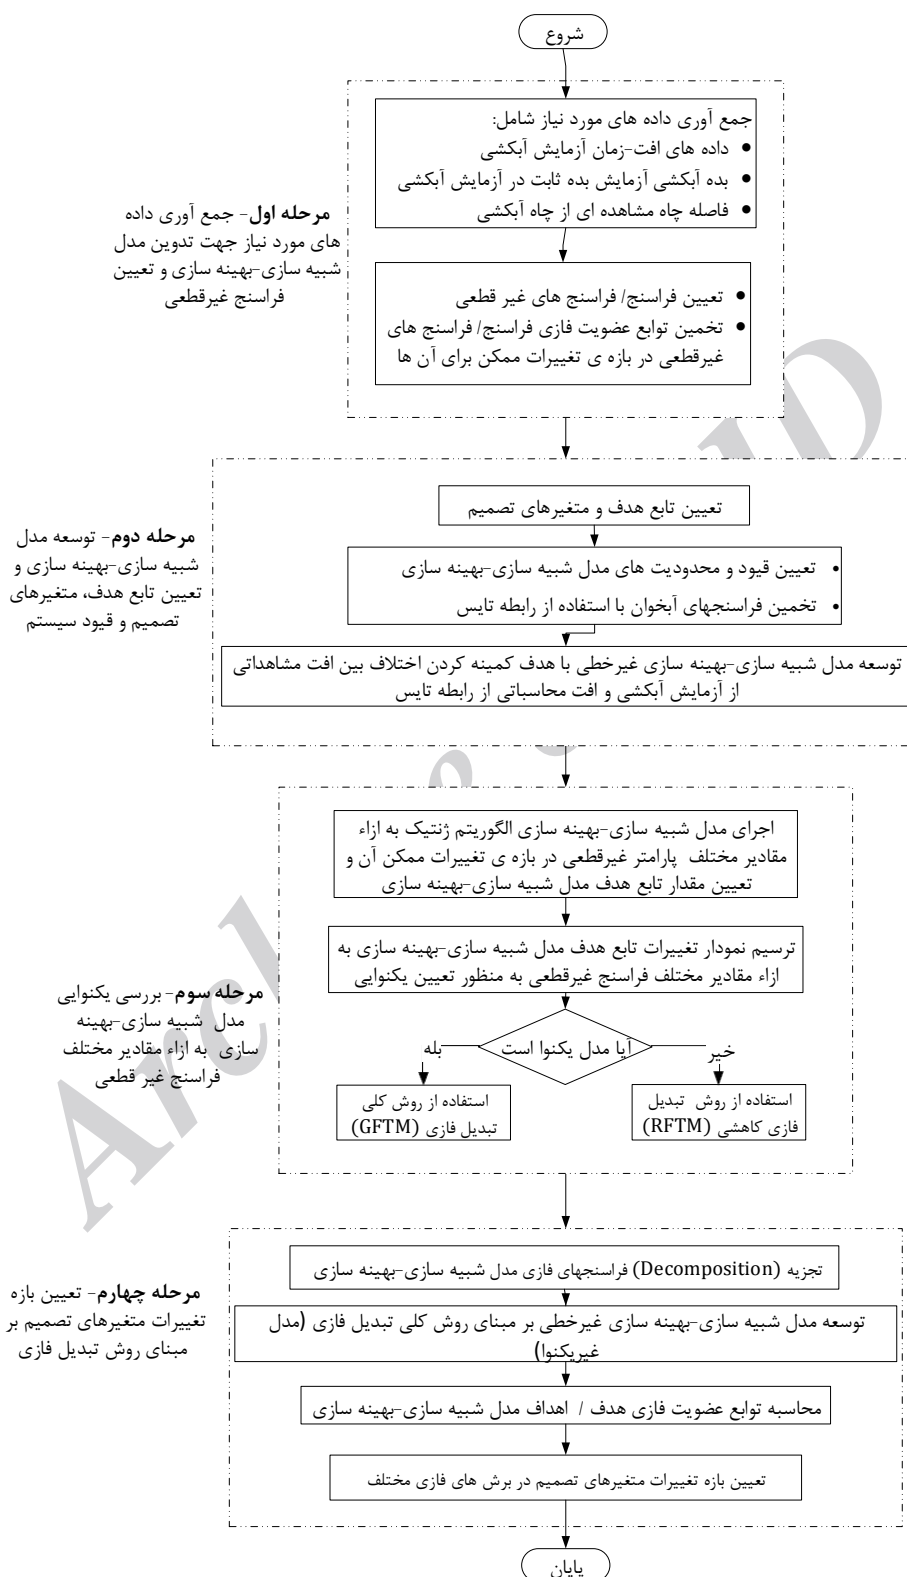 شروع
جمع آوری داده های مورد نیاز شامل:
● داده های افت-زمان آزمایش آبکشی
● بده آبکشی آزمایش بده ثابت در آزمایش آبکشی
● فاصله چاه مشاهده ای از چاه آبکشی
مرحله اول- جمع آوری داده
های مورد نیاز جهت تدوین مدل
شبیه سازی-بهینه سازی و تعیین
فراسنج غیرقطعی
● تعیین فراسنج/ فراسنج های غیر قطعی
● تخمین توابع عضویت فازی فراسنج/ فراسنج های
غیرقطعی در بازه ی تغییرات ممکن برای آن ها
تعیین تابع هدف و متغیرهای تصمیم
مرحله دوم- توسعه مدل
شبیه سازی-بهینه سازی و
تعیین تابع هدف، متغیرهای
تصمیم و قیود سیستم
• تعیین قیود و محدودیت های مدل شبیه سازی-بهینه سازی
• تخمین فراسنجهای آبخوان با استفاده از رابطه تایس
توسعه مدل شبیه سازی-بهینه سازی غیرخطی با هدف کمینه کردن اختلاف بین افت مشاهداتی
از آزمایش آبکشی و افت محاسباتی از رابطه تایس
اجرای مدل شبیه سازی-بهینه سازی الگوریتم ژنتیک به ازاء
مقادیر مختلف پارامتر غیرقطعی در بازه ی تغییرات ممکن آن و
تعیین مقدار تابع هدف مدل شبیه سازی-بهینه سازی
ترسیم نمودار تغییرات تابع هدف مدل شبیه سازی-بهینه سازی به
ازاء مقادیر مختلف فراسنج غیرقطعی به منظور تعیین یکنوایی
مرحله سوم- بررسی یکنوایی
مدل شبیه سازی-بهینه
سازی به ازاء مقادیر مختلف
فراسنج غیر قطعی
آیا مدل یکنوا است
خیر
بله
استفاده از روش تبدیل
فازی کاهشی (RFTM)
استفاده از روش کلی
تبدیل فازی (GFTM)
تجزیه (Decomposition) فراسنجهای فازی مدل شبیه سازی-بهینه سازی
مرحله چهارم- تعیین بازه
تغییرات متغیرهای تصمیم بر
مبنای روش تبدیل فازی
توسعه مدل شبیه سازی-بهینه سازی غیرخطی بر مبنای روش کلی تبدیل فازی (مدل
غیریکنوا)
محاسبه توابع عضویت فازی هدف / اهداف مدل شبیه سازی-بهینه سازی
تعیین بازه تغییرات متغیرهای تصمیم در برش های فازی مختلف
پایان